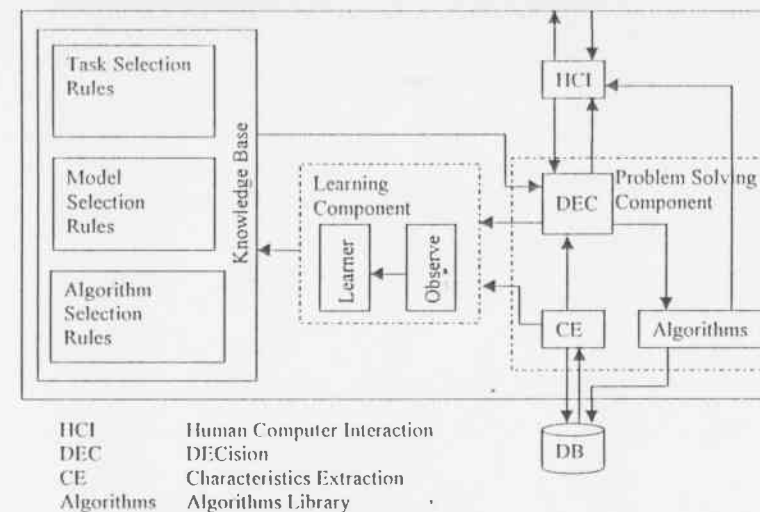 Task Selection
Rules
Model
Selection
Rules
Algorithm
Selection
Rules
Knowledge Base
Learning
Component
Learner
Observe
HCI
DEC
Problem Solving
Component
CE
Algorithms
DB
HCI Human Computer Interaction
DEC DECision
CE Characteristics Extraction
Algorithms Algorithms Library